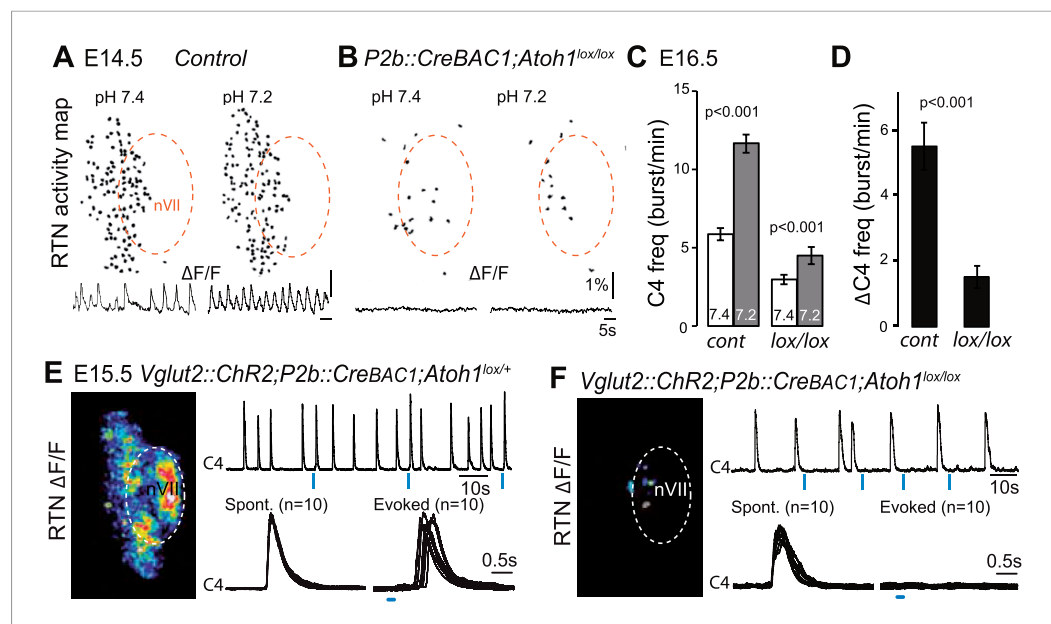 A E14.5 Control
B P2b::CreBAC1;Atoh1lox/lox
C E16.5
D
RTN activity map
pH 7.4
pH 7.2
nVII
ΔF/F
pH 7.4
pH 7.2
ΔF/F
1%
5s
C4 freq (burst/min)
15
10
5
0
p<0.001
p<0.001
7.4
7.2
7.4
7.2
cont
lox/lox
ΔC4 freq (burst/min)
6
4
2
0
p<0.001
cont
lox/lox
E E15.5 Vglut2::ChR2;P2b::CreBAC1;Atoh1lox/+
RTN ΔF/F
nVII
C4
10s
Spont. (n=10)
Evoked (n=10)
0.5s
C4
F Vglut2::ChR2;P2b::CreBAC1;Atoh1lox/lox
RTN ΔF/F
nVII
C4
10s
Spont. (n=10)
Evoked (n=10)
0.5s
C4